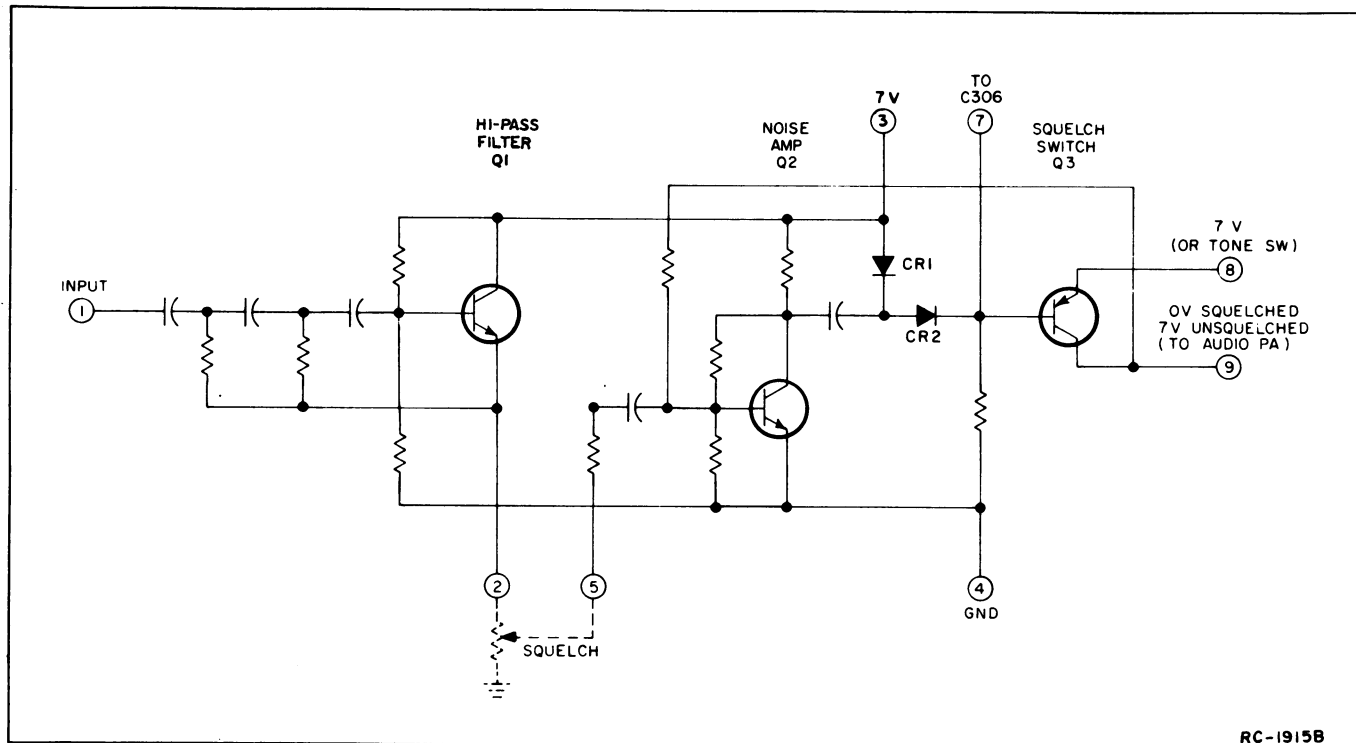 HI-PASS
FILTER
Q1
NOISE
AMP
Q2
7 V
3
TO
C306
7
SQUELCH
SWITCH
Q3
INPUT
1
CR1
CR2
7 V
(OR TONE SW)
8
0V SQUELCHED
7V UNSQUELCHED
(TO AUDIO PA)
9
2
5
4
GND
SQUELCH
RC-1915B